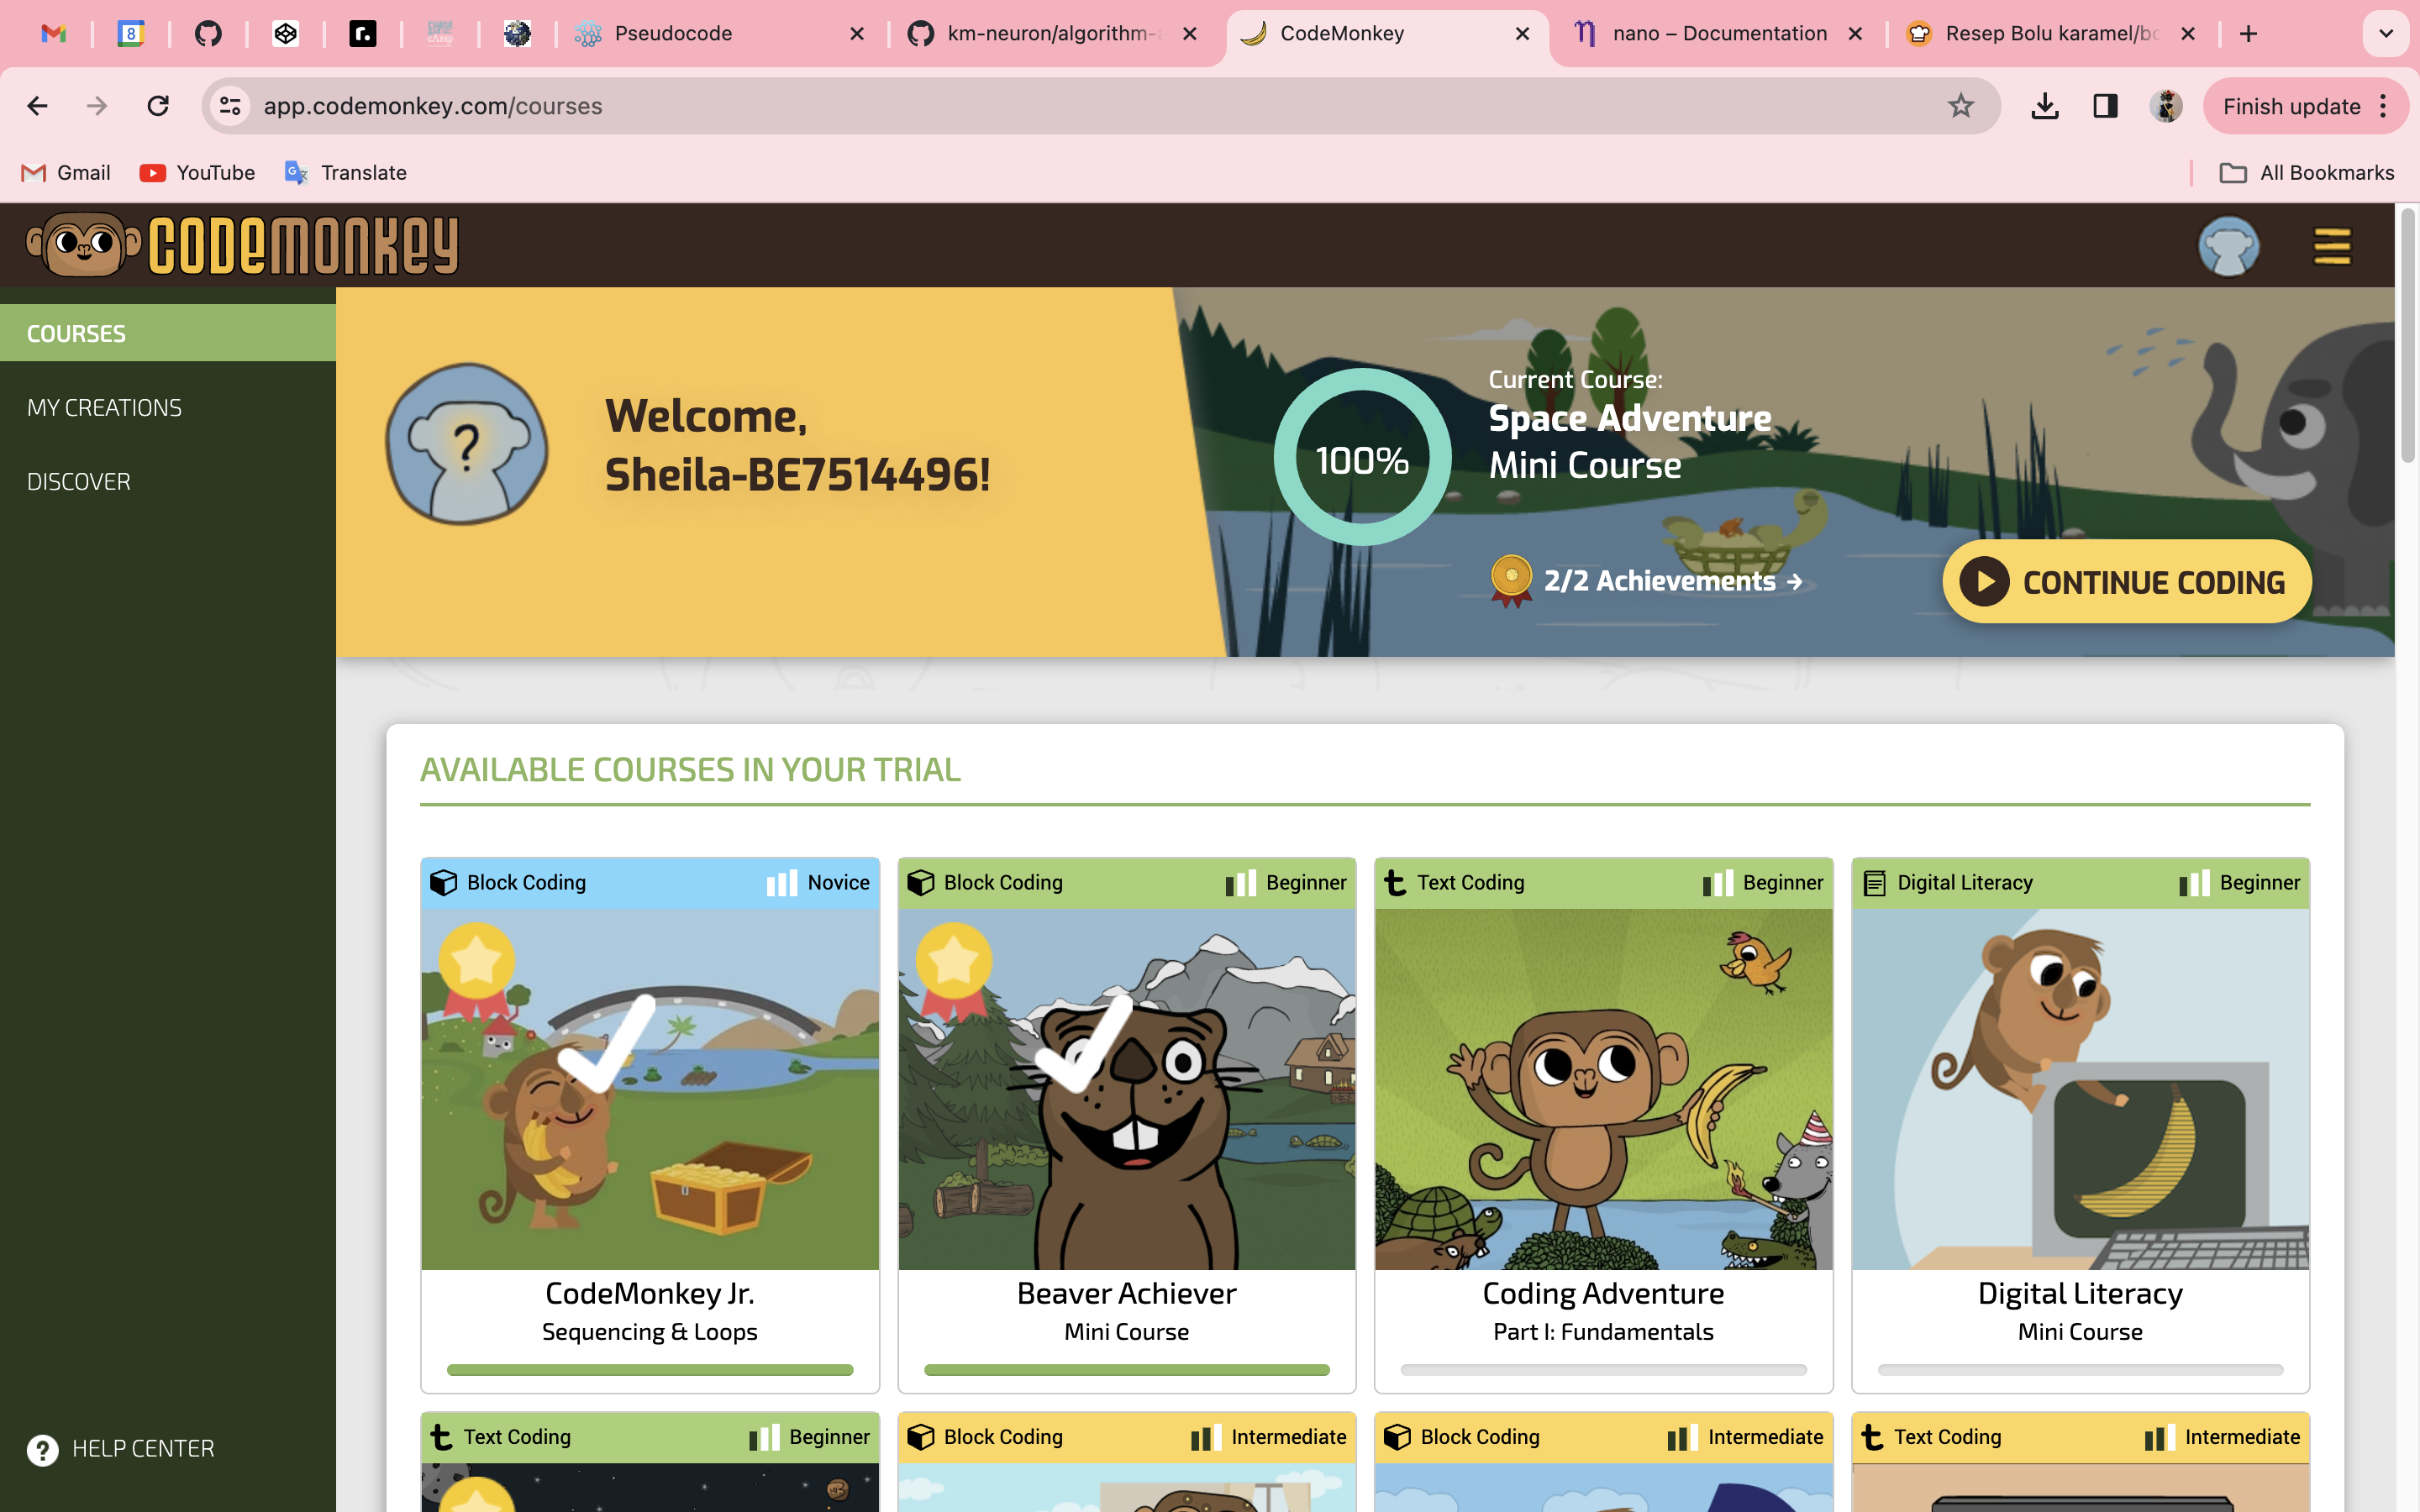 8
Pseudocode
km-neuron/algorithm-a
CodeMonkey
nano – Documentation
Resep Bolu karamel/bo
app.codemonkey.com/courses
Finish update
Gmail
YouTube
Translate
All Bookmarks
CODEMONKEY
COURSES
MY CREATIONS
DISCOVER
HELP CENTER
?
Welcome,
Sheila-BE7514496!
100%
Current Course:
Space Adventure
Mini Course
2/2 Achievements →
CONTINUE CODING
AVAILABLE COURSES IN YOUR TRIAL
Block Coding Novice
CodeMonkey Jr.
Sequencing & Loops
Block Coding Beginner
Beaver Achiever
Mini Course
Text Coding Beginner
Coding Adventure
Part I: Fundamentals
Digital Literacy Beginner
Digital Literacy
Mini Course
Text Coding Beginner
Block Coding Intermediate
Block Coding Intermediate
Text Coding Intermediate